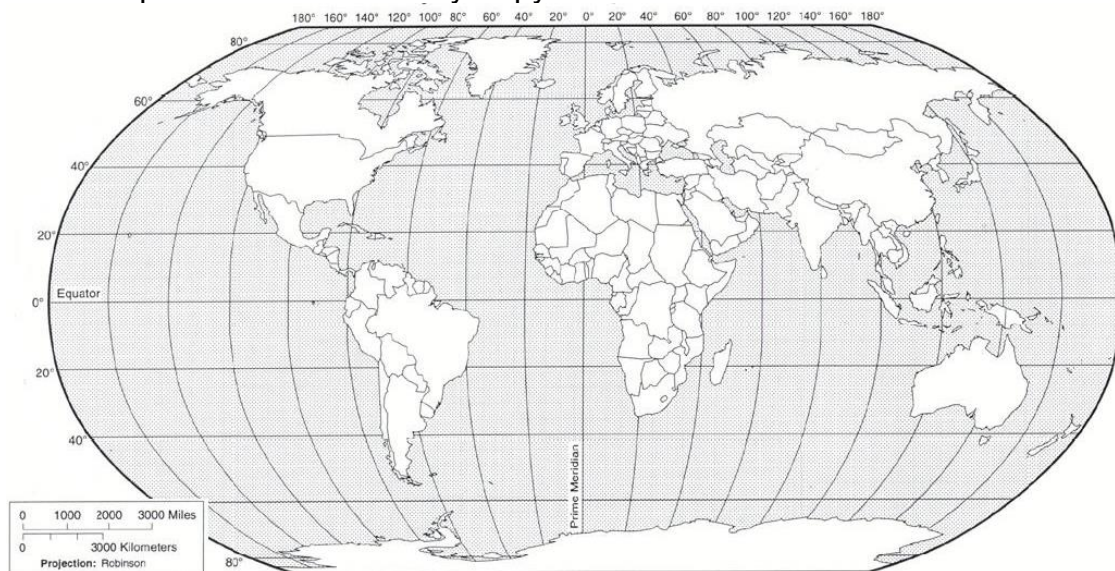 180° 160° 140° 120° 100° 80° 60° 40° 20° 0° 20° 40° 60° 80° 100° 120° 140° 160° 180°
80°
60°
40°
20°
Equator
0°
20°
40°
Prime Meridian
80°
0 1000 2000 3000 Miles
0 3000 Kilometers
Projection: Robinson